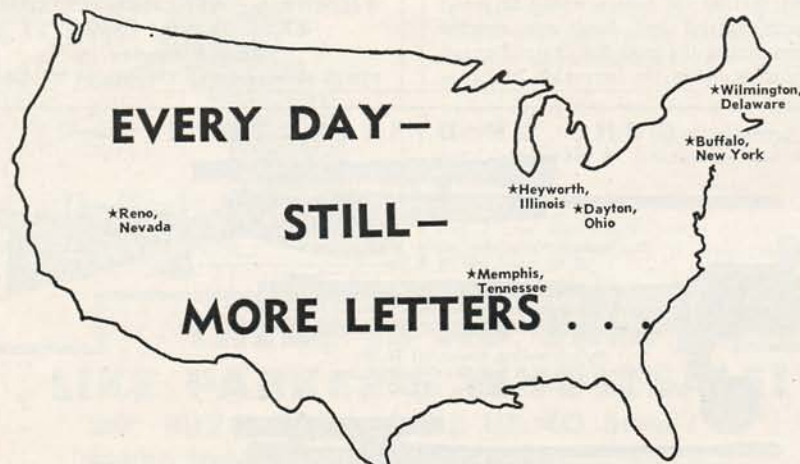 EVERY DAY—
★Wilmington,
Delaware
★Buffalo,
New York
★Reno,
Nevada
STILL—
★Heyworth,
Illinois
★Dayton,
Ohio
★Memphis,
Tennessee
MORE LETTERS . . .